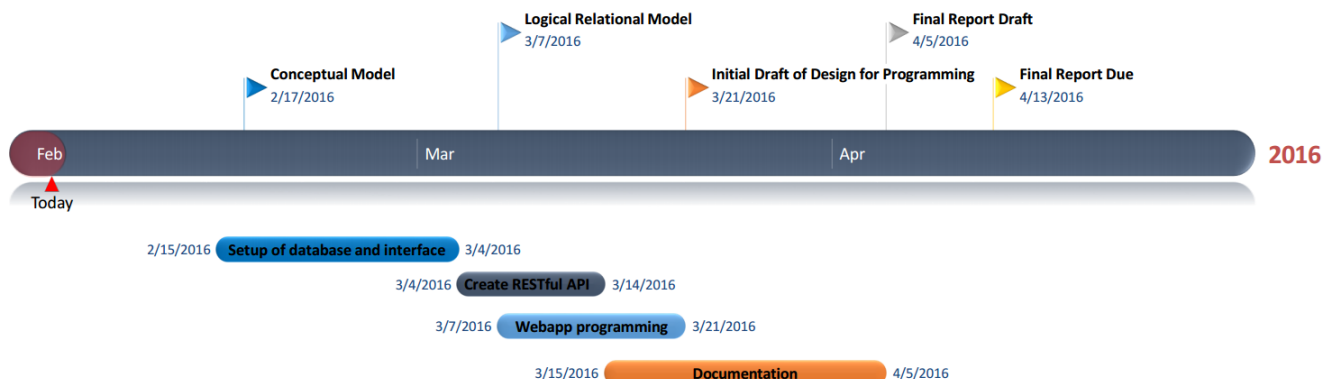 Logical Relational Model
3/7/2016
Final Report Draft
4/5/2016
Conceptual Model
2/17/2016
Initial Draft of Design for Programming
3/21/2016
Final Report Due
4/13/2016
Feb
Mar
Apr
2016
Today
2/15/2016 Setup of database and interface 3/4/2016
3/4/2016 Create RESTful API 3/14/2016
3/7/2016 Webapp programming 3/21/2016
3/15/2016 Documentation 4/5/2016